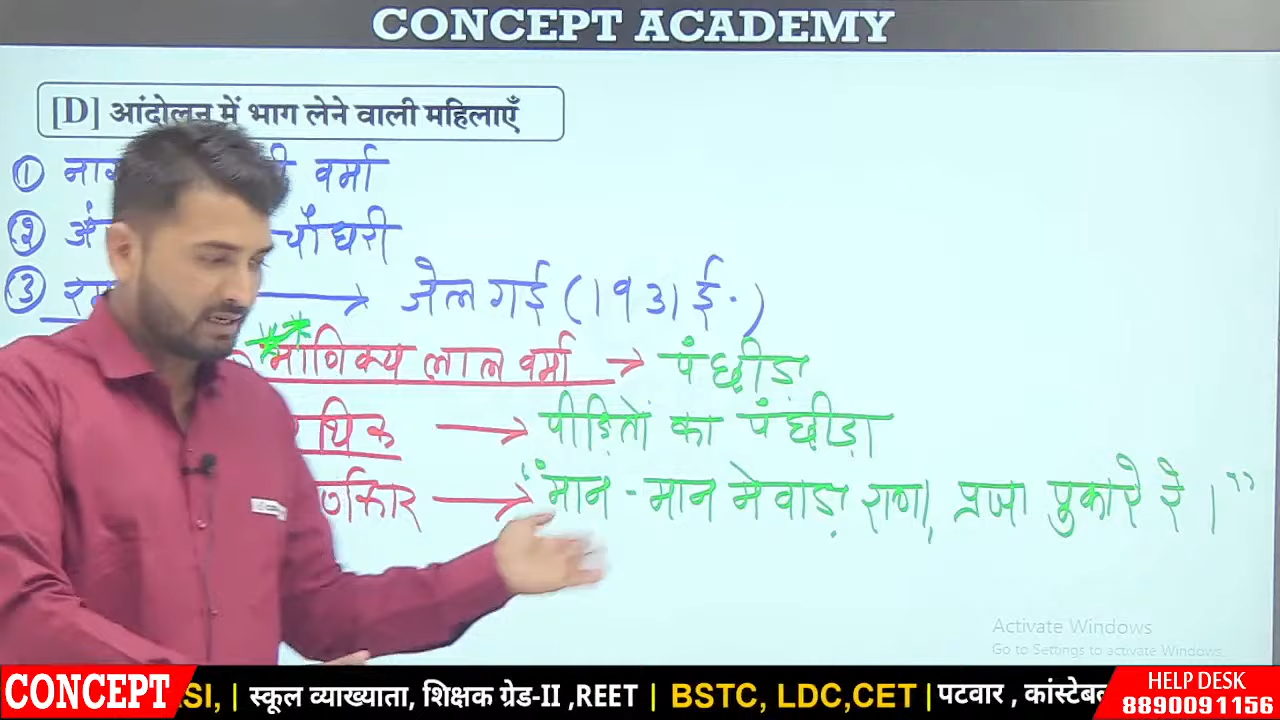 CONCEPT ACADEMY
[D] आंदोलन में भाग लेने वाली महिलाएँ
① वर्मा
② चौधरी
③ → जेल गई (1931 ई.)
माणिक्य लाल वर्मा → पंछीड़ा
→ पीड़ितों का पंछीड़ा
→ "मान - मान मेवाड़ा राणा, प्रजा पुकारे रे।"
Activate Windows
Go to Settings to activate Windows.
CONCEPT SI, | स्कूल व्याख्याता, शिक्षक ग्रेड-II ,REET | BSTC, LDC,CET | पटवार , HELP DESK
8890091156